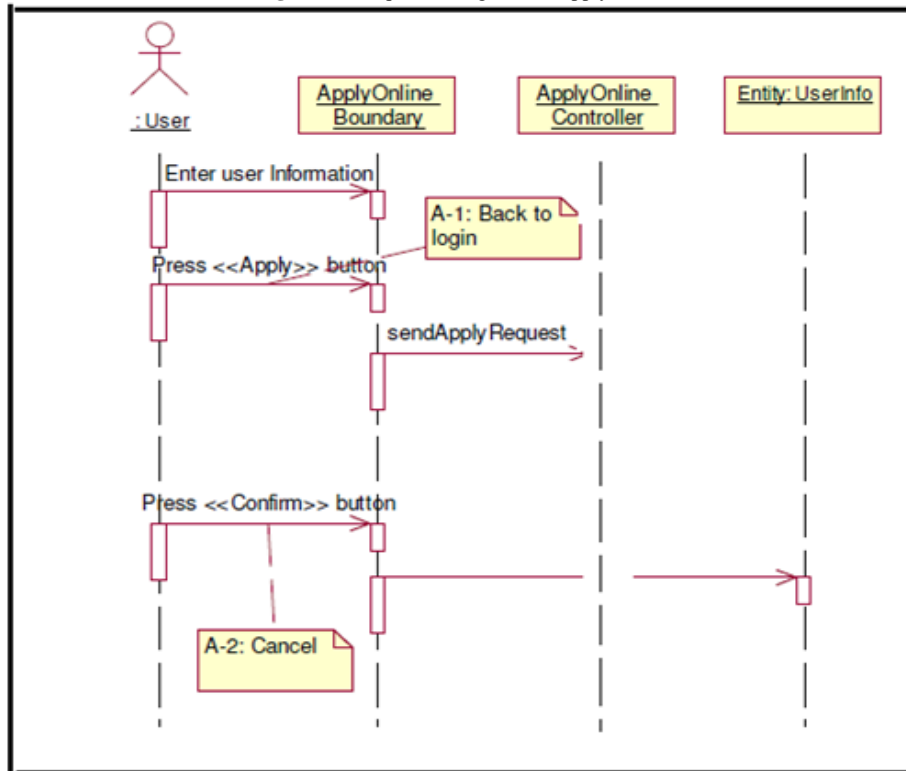 : User
ApplyOnline
Boundary
ApplyOnline
Controller
Entity: UserInfo
Enter user Information
A-1: Back to
login
Press <<Apply>> button
sendApplyRequest
Press <<Confirm>> button
A-2: Cancel